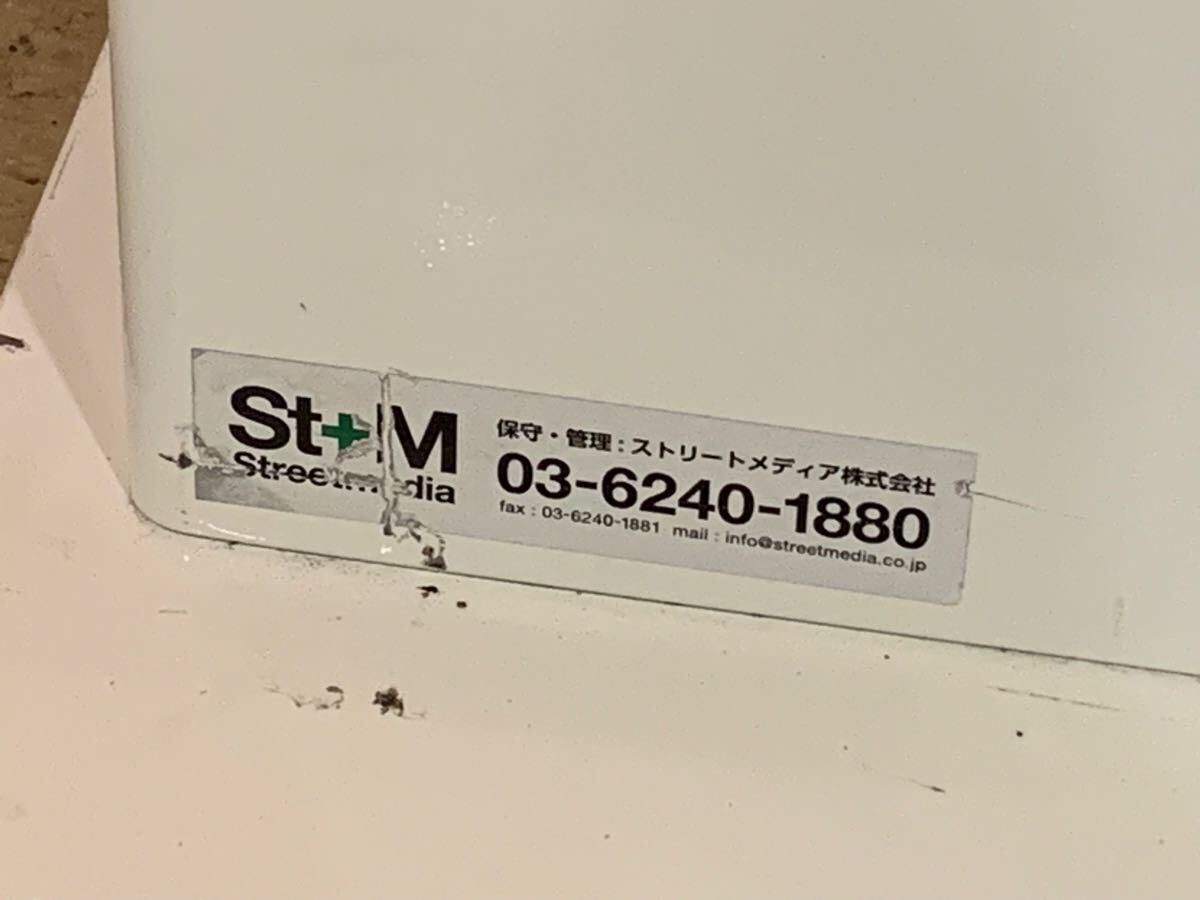 St+M
Streetmedia
保守・管理:ストリートメディア株式会社
03-6240-1880
fax : 03-6240-1881 mail : info@streetmedia.co.jp